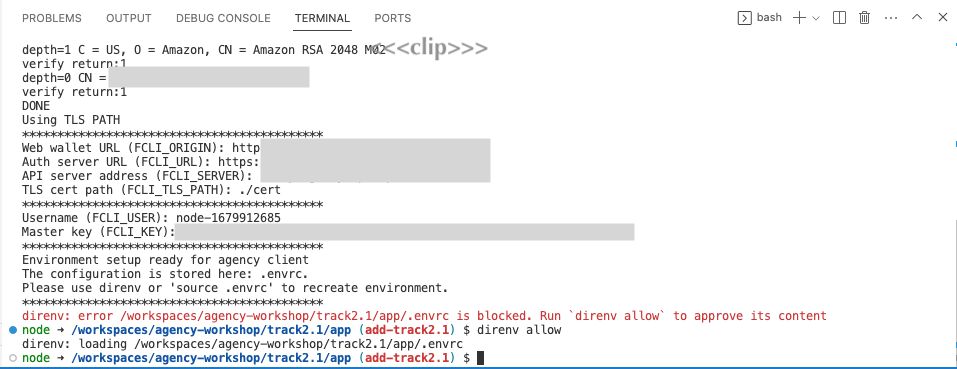 PROBLEMS OUTPUT DEBUG CONSOLE TERMINAL PORTS bash
depth=1 C = US, O = Amazon, CN = Amazon RSA 2048 M02 <<<clip>>>
verify return:1
depth=0 CN =
verify return:1
DONE
Using TLS PATH
*******************************************
Web wallet URL (FCLI_ORIGIN): http
Auth server URL (FCLI_URL): https:
API server address (FCLI_SERVER):
TLS cert path (FCLI_TLS_PATH): ./cert
*******************************************
Username (FCLI_USER): node-1679912685
Master key (FCLI_KEY):
*******************************************
Environment setup ready for agency client
The configuration is stored here: .envrc.
Please use direnv or 'source .envrc' to recreate environment.
*******************************************
direnv: error /workspaces/agency-workshop/track2.1/app/.envrc is blocked. Run `direnv allow` to approve its content
node ➜ /workspaces/agency-workshop/track2.1/app (add-track2.1) $ direnv allow
direnv: loading /workspaces/agency-workshop/track2.1/app/.envrc
node ➜ /workspaces/agency-workshop/track2.1/app (add-track2.1) $